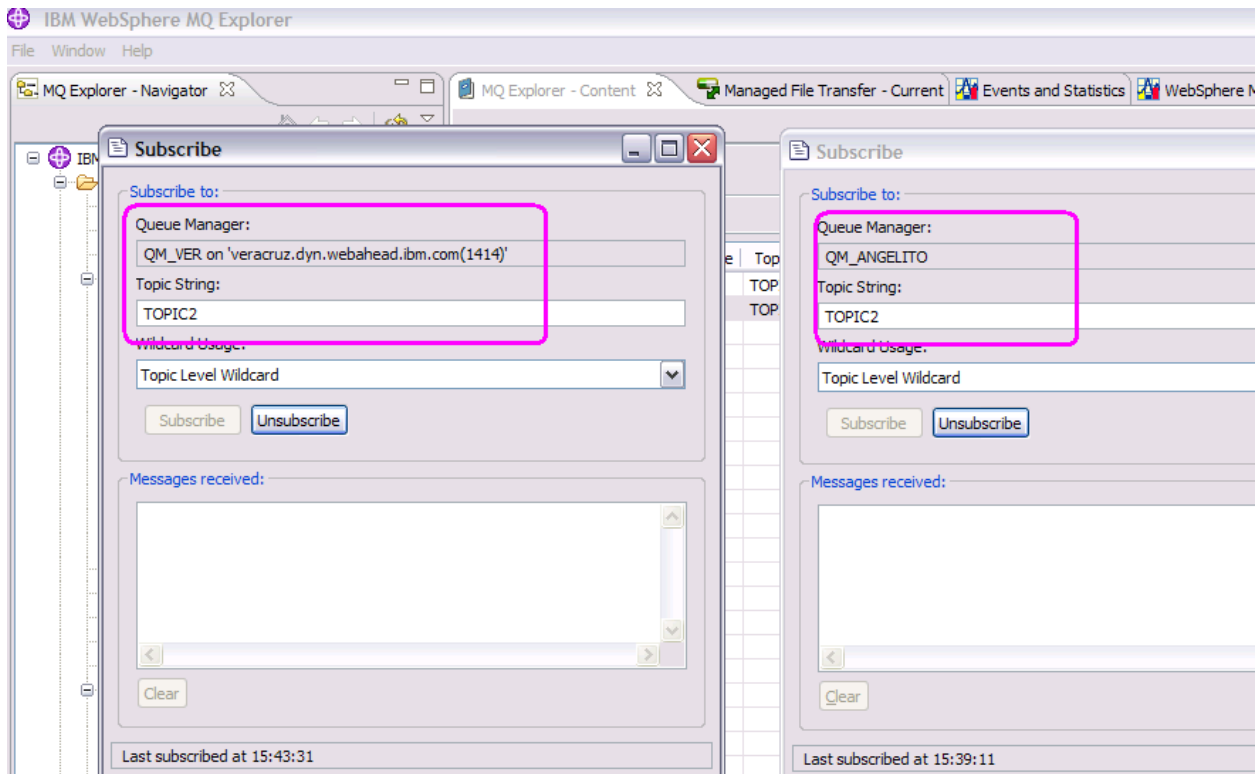 IBM WebSphere MQ Explorer
File Window Help
MQ Explorer - Navigator
MQ Explorer - Content
Managed File Transfer - Current
Events and Statistics
WebSphere M
IBM
Subscribe
Subscribe to:
Queue Manager:
QM_VER on 'veracruz.dyn.webahead.ibm.com(1414)'
Topic String:
TOPIC2
Wildcard Usage:
Topic Level Wildcard
Subscribe Unsubscribe
Messages received:
Clear
Last subscribed at 15:43:31
e Top
TOP
TOP
Subscribe
Subscribe to:
Queue Manager:
QM_ANGELITO
Topic String:
TOPIC2
Wildcard Usage:
Topic Level Wildcard
Subscribe Unsubscribe
Messages received:
Clear
Last subscribed at 15:39:11